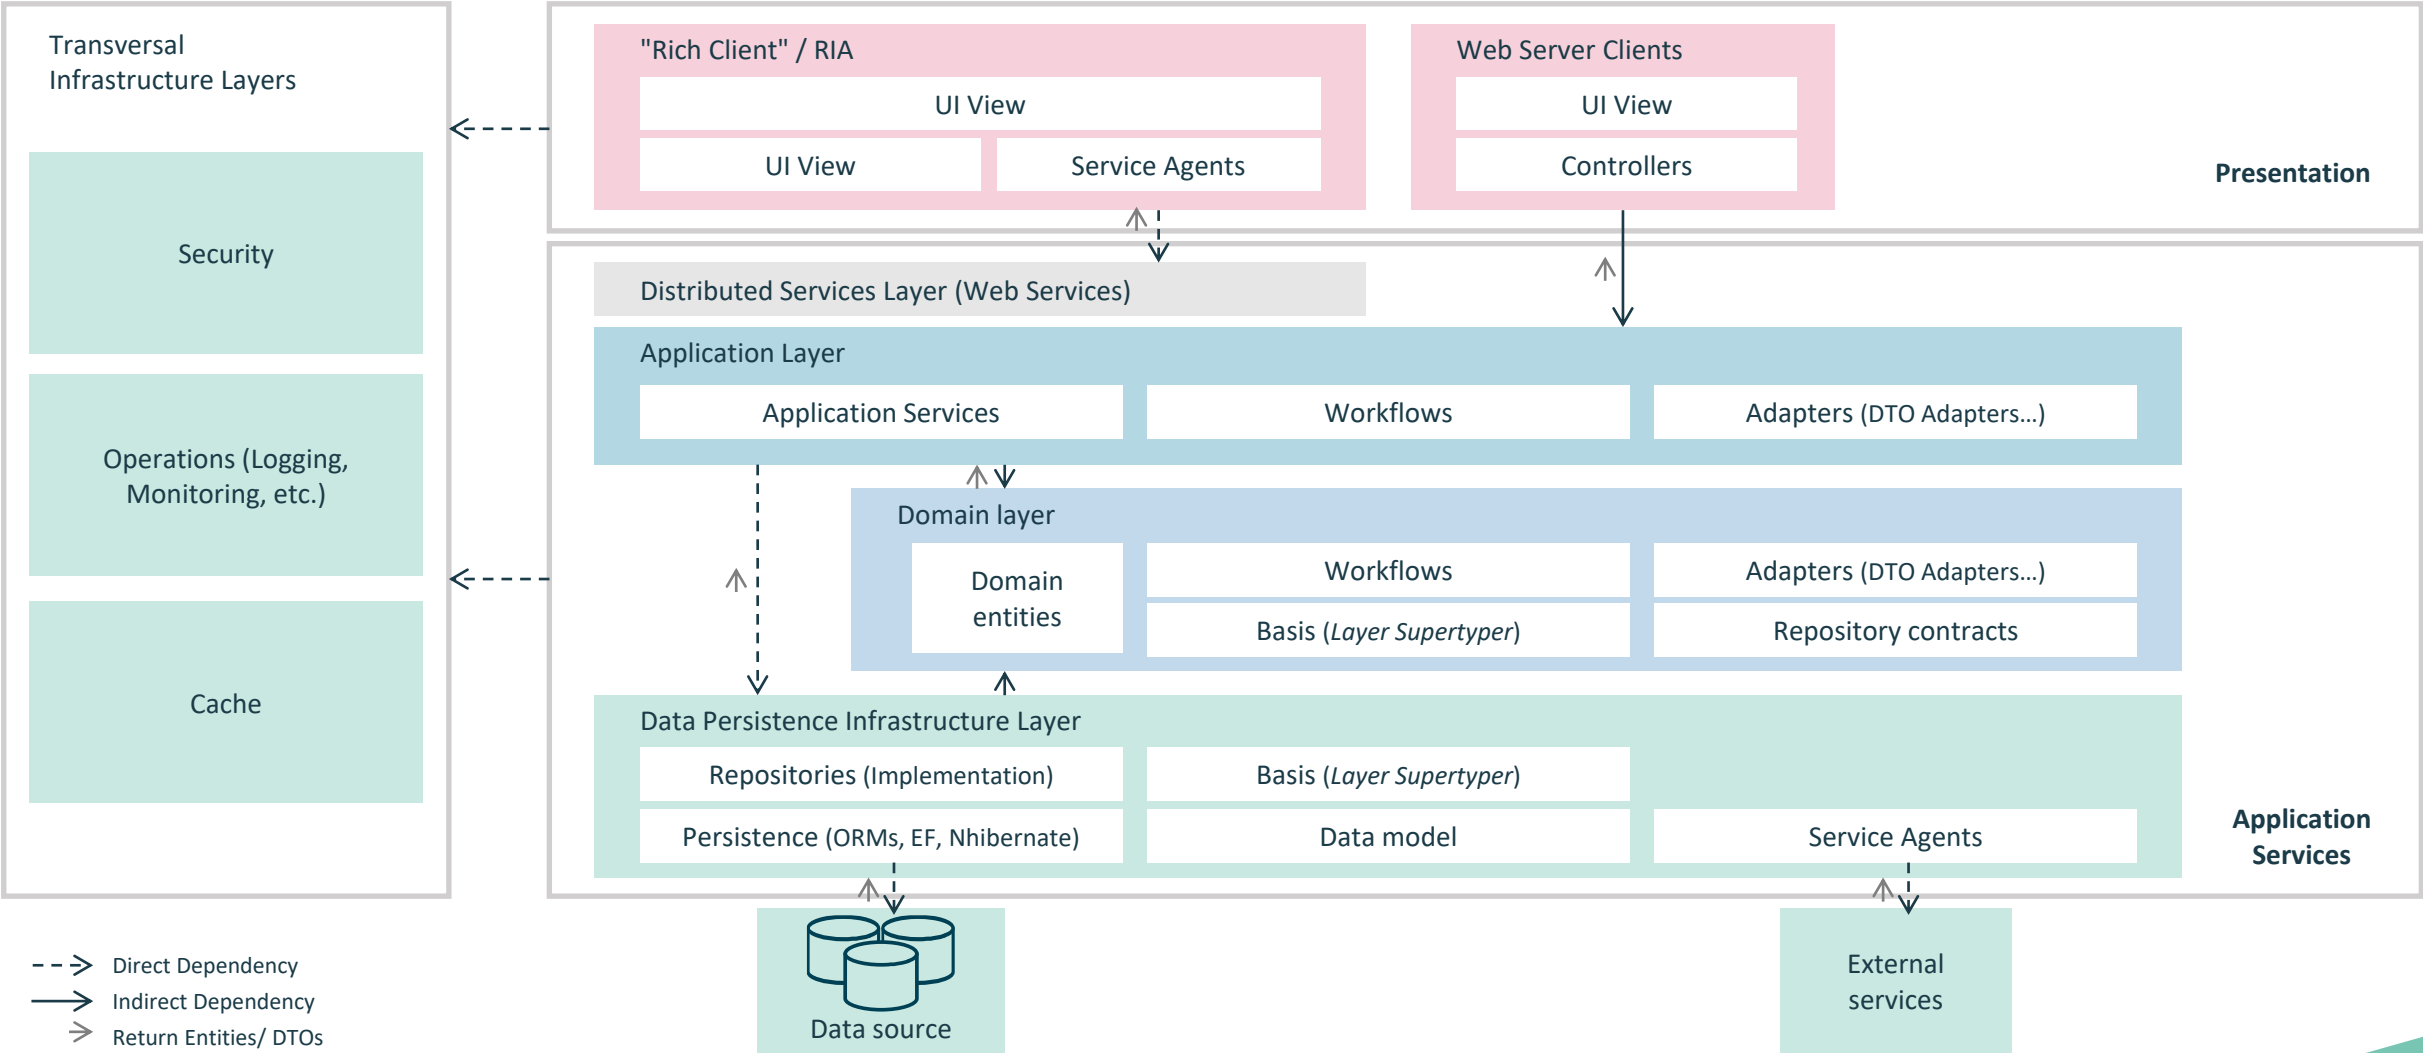 Transversal
Infrastructure Layers
Security
Operations (Logging,
Monitoring, etc.)
Cache
"Rich Client" / RIA
UI View
UI View
Service Agents
Web Server Clients
UI View
Controllers
Presentation
Distributed Services Layer (Web Services)
Application Layer
Application Services
Workflows
Adapters (DTO Adapters...)
Domain layer
Domain
entities
Workflows
Adapters (DTO Adapters...)
Basis (Layer Supertyper)
Repository contracts
Data Persistence Infrastructure Layer
Repositories (Implementation)
Basis (Layer Supertyper)
Persistence (ORMs, EF, Nhibernate)
Data model
Service Agents
Application
Services
Data source
External
services
Direct Dependency
Indirect Dependency
Return Entities/ DTOs